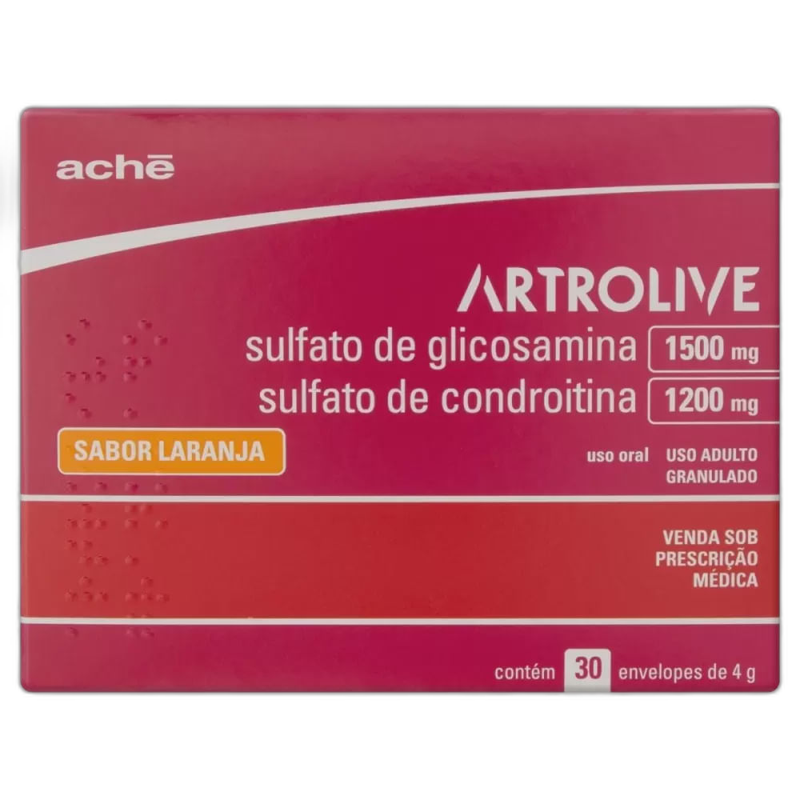 achē
ARTROLIVE
sulfato de glicosamina 1500 mg
sulfato de condroitina 1200 mg
SABOR LARANJA
uso oral USO ADULTO
GRANULADO
VENDA SOB
PRESCRIÇÃO
MÉDICA
contém 30 envelopes de 4 g